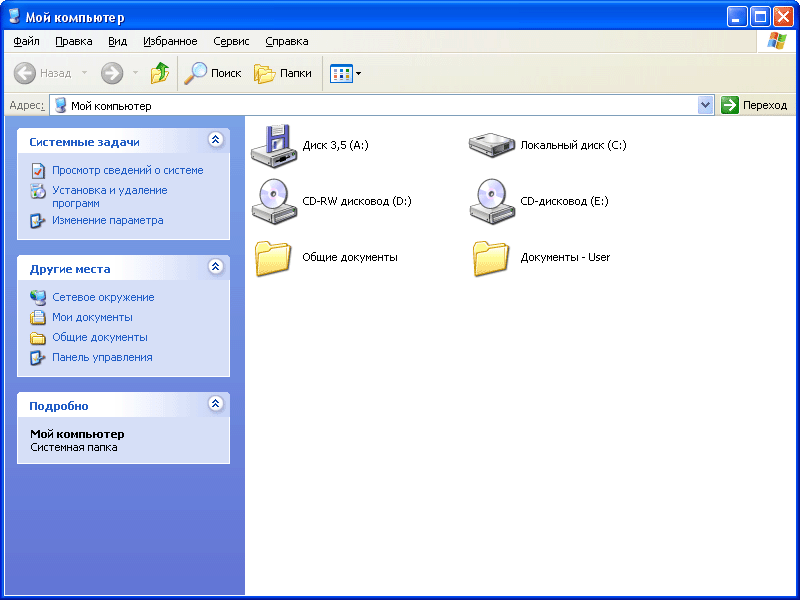 Мой компьютер
Файл Правка Вид Избранное Сервис Справка
Назад Поиск Папки
Адрес: Мой компьютер Переход
Системные задачи
Просмотр сведений о системе
Установка и удаление
программ
Изменение параметра
Другие места
Сетевое окружение
Мои документы
Общие документы
Панель управления
Подробно
Мой компьютер
Системная папка
Диск 3,5 (A:) Локальный диск (C:)
CD-RW дисковод (D:) CD-дисковод (E:)
Общие документы Документы - User